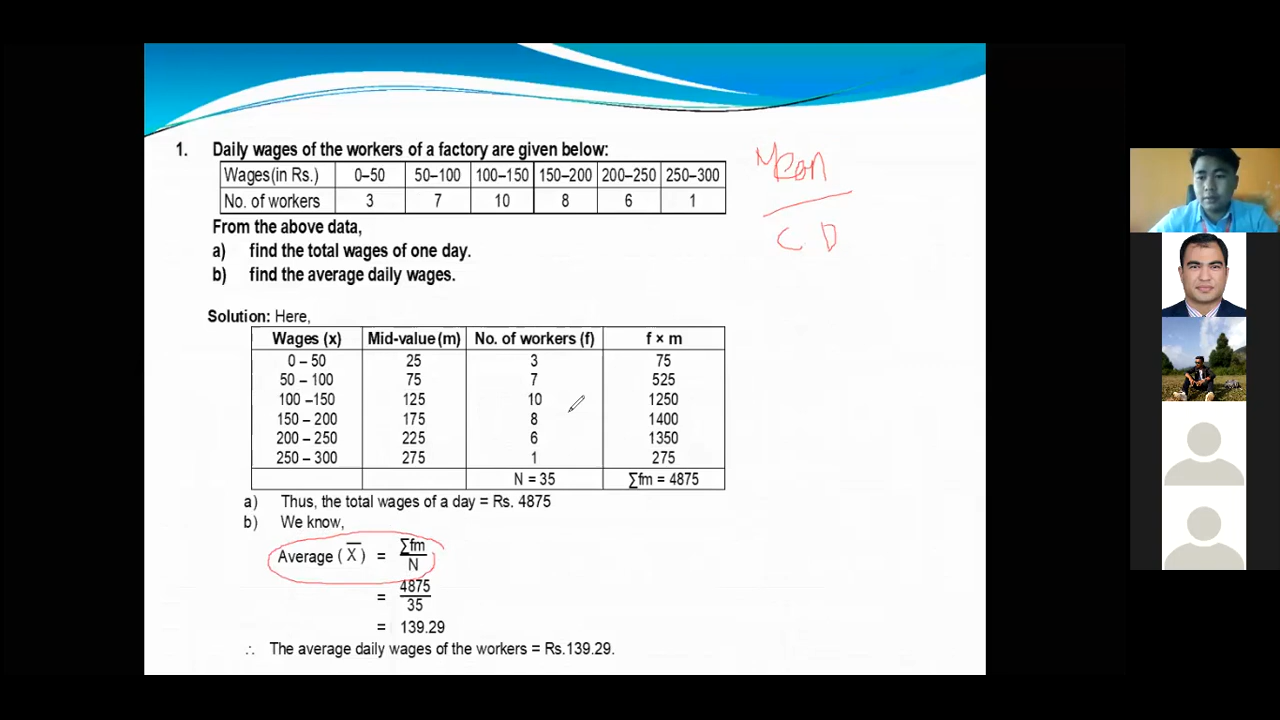 1. Daily wages of the workers of a factory are given below:
Wages(in Rs.) 0–50 50–100 100–150 150–200 200–250 250–300
No. of workers 3 7 10 8 6 1
From the above data,
a) find the total wages of one day.
b) find the average daily wages.
Mean
C D
Solution: Here,
Wages (x) Mid-value (m) No. of workers (f) f × m
0 – 50 25 3 75
50 – 100 75 7 525
100 –150 125 10 1250
150 – 200 175 8 1400
200 – 250 225 6 1350
250 – 300 275 1 275
N = 35 ∑fm = 4875
a) Thus, the total wages of a day = Rs. 4875
b) We know,
Average ( X̅ ) = ∑fm / N
= 4875 / 35
= 139.29
∴ The average daily wages of the workers = Rs.139.29.